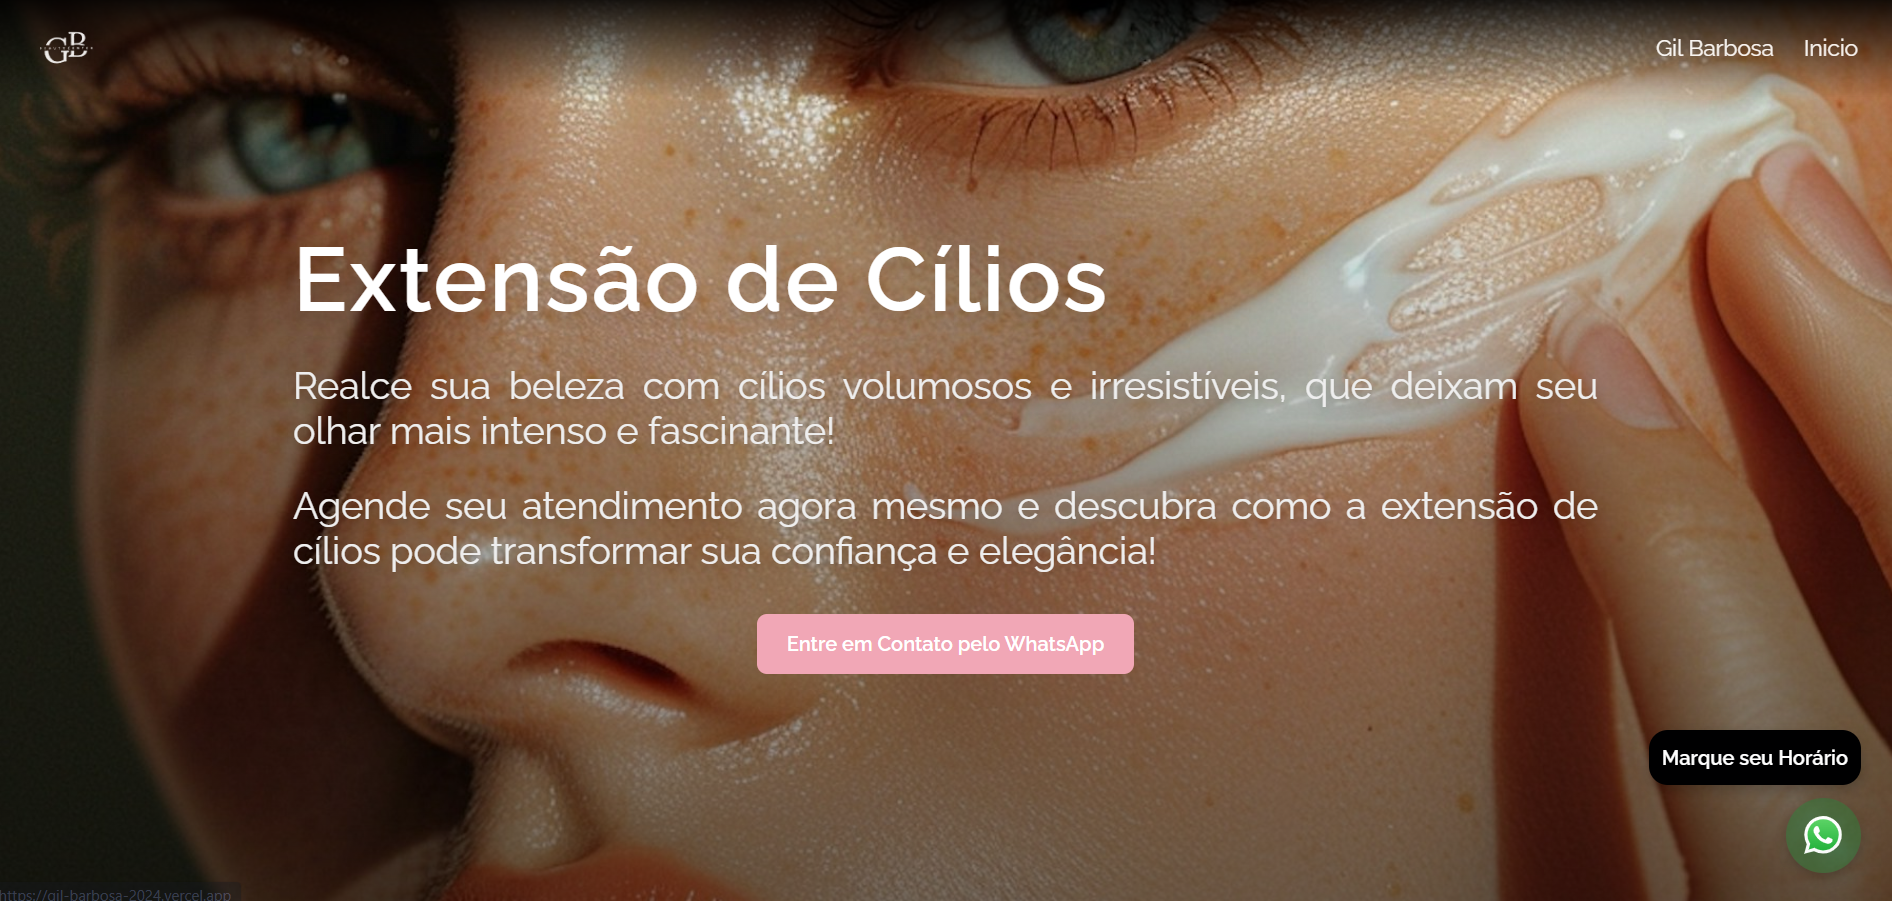 GB
Gil Barbosa Inicio
Extensão de Cílios
Realce sua beleza com cílios volumosos e irresistíveis, que deixam seu
olhar mais intenso e fascinante!
Agende seu atendimento agora mesmo e descubra como a extensão de
cílios pode transformar sua confiança e elegância!
Entre em Contato pelo WhatsApp
Marque seu Horário
https://gil-barbosa-2024.vercel.app